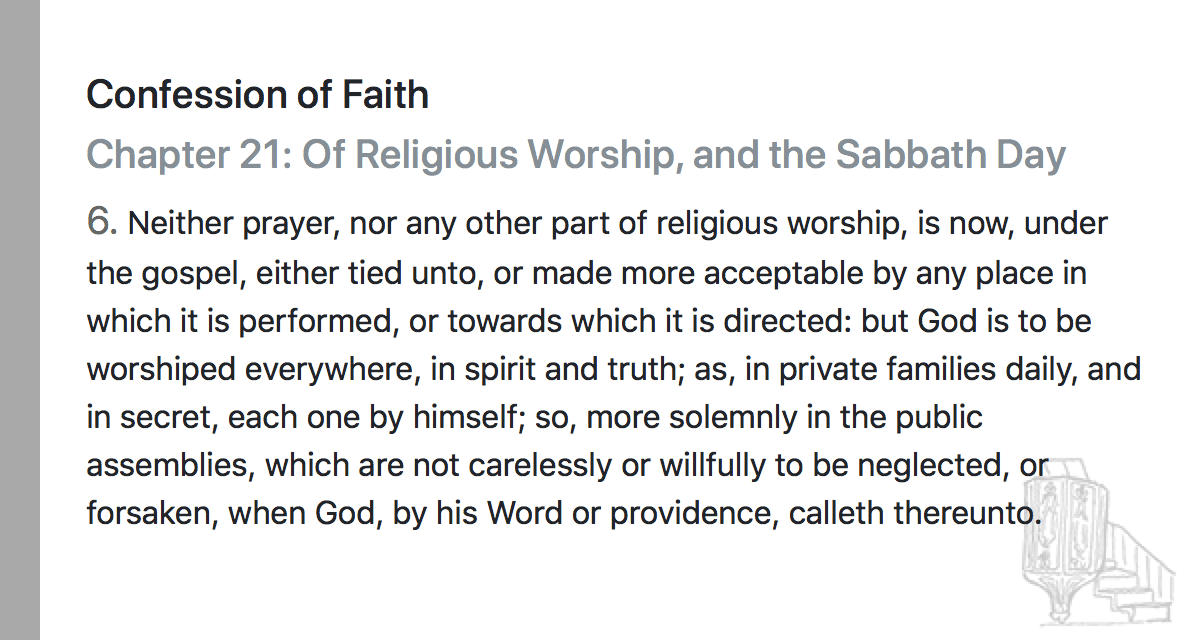 Confession of Faith
Chapter 21: Of Religious Worship, and the Sabbath Day
6. Neither prayer, nor any other part of religious worship, is now, under
the gospel, either tied unto, or made more acceptable by any place in
which it is performed, or towards which it is directed: but God is to be
worshiped everywhere, in spirit and truth; as, in private families daily, and
in secret, each one by himself; so, more solemnly in the public
assemblies, which are not carelessly or willfully to be neglected, or
forsaken, when God, by his Word or providence, calleth thereunto.